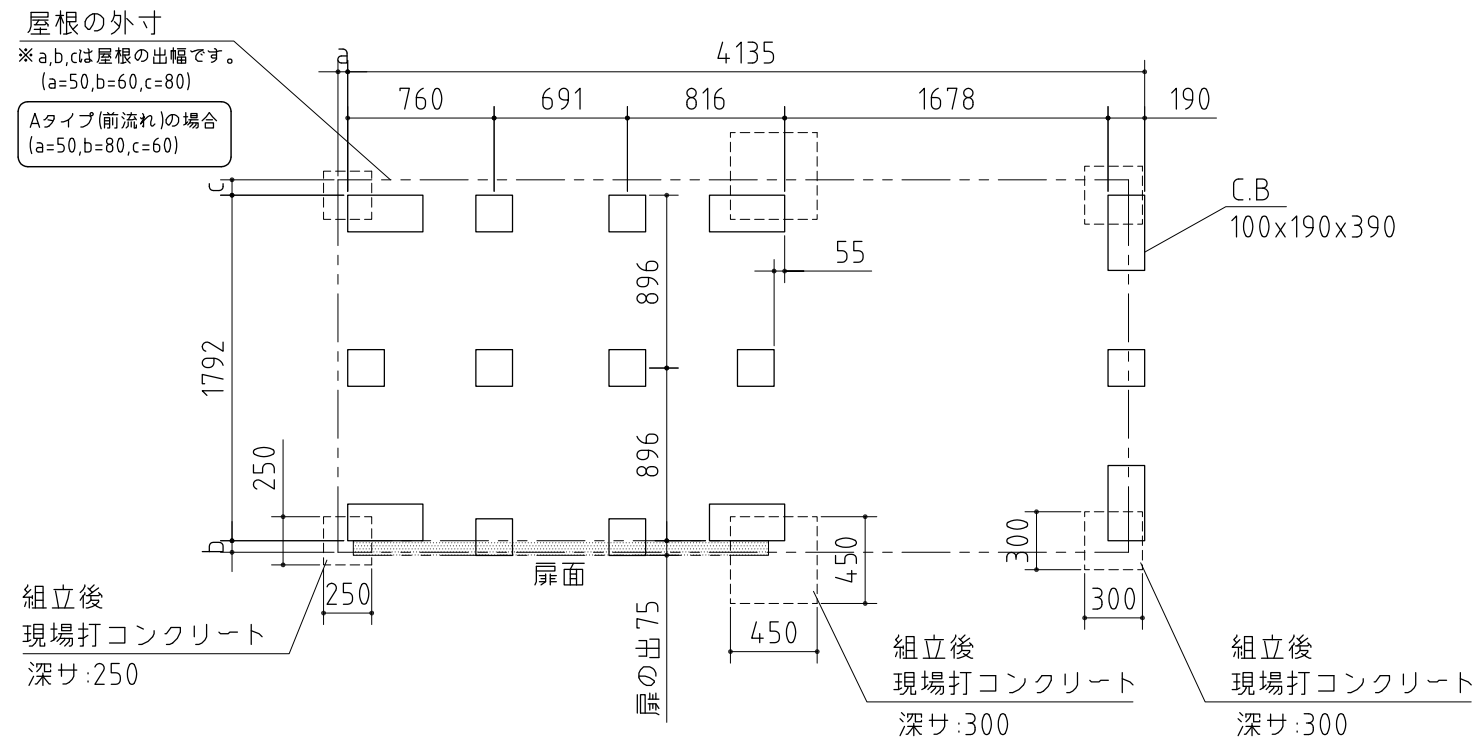 屋根の外寸
※a,b,cは屋根の出幅です。
(a=50,b=60,c=80)
Aタイプ(前流れ)の場合
(a=50,b=80,c=60)
a
4135
760
691
816
1678
190
c
C.B
100x190x390
55
896
1792
896
250
b
扉面
450
300
250
450
300
扉の出75
組立後
現場打コンクリート
深サ:250
組立後
現場打コンクリート
深サ:300
組立後
現場打コンクリート
深サ:300